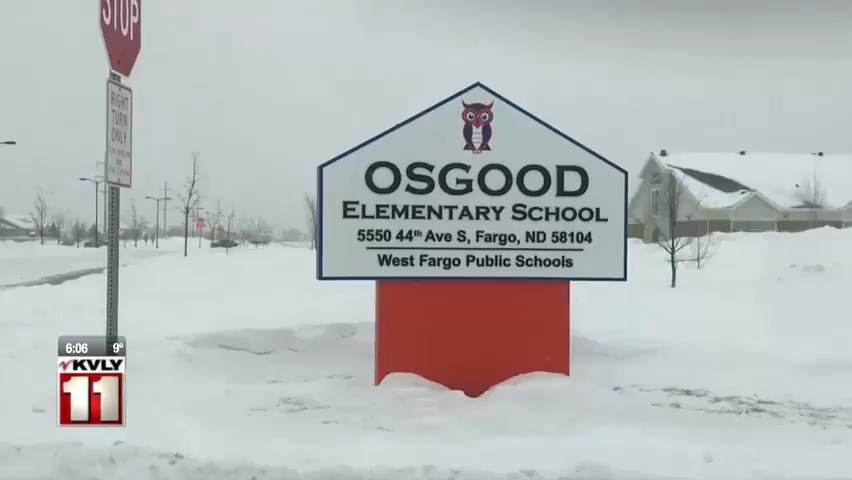 STOP
RIGHT
TURN
ONLY
OSGOOD
ELEMENTARY SCHOOL
5550 44th Ave S, Fargo, ND 58104
West Fargo Public Schools
6:06 9°
KVLY
11